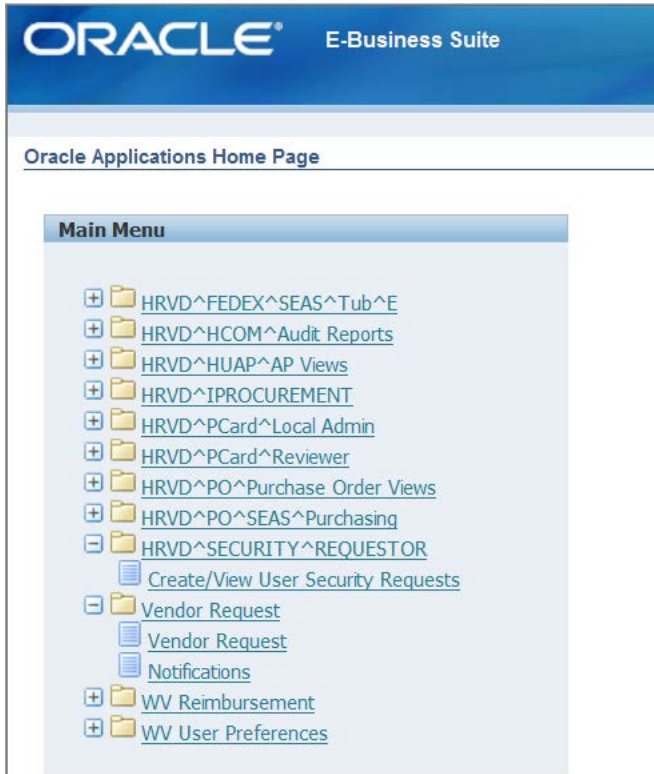 ORACLE® E-Business Suite
Oracle Applications Home Page
Main Menu
HRVD^FEDEX^SEAS^Tub^E
HRVD^HCOM^Audit Reports
HRVD^HUAP^AP Views
HRVD^IPROCUREMENT
HRVD^PCard^Local Admin
HRVD^PCard^Reviewer
HRVD^PO^Purchase Order Views
HRVD^PO^SEAS^Purchasing
HRVD^SECURITY^REQUESTOR
Create/View User Security Requests
Vendor Request
Vendor Request
Notifications
WV Reimbursement
WV User Preferences